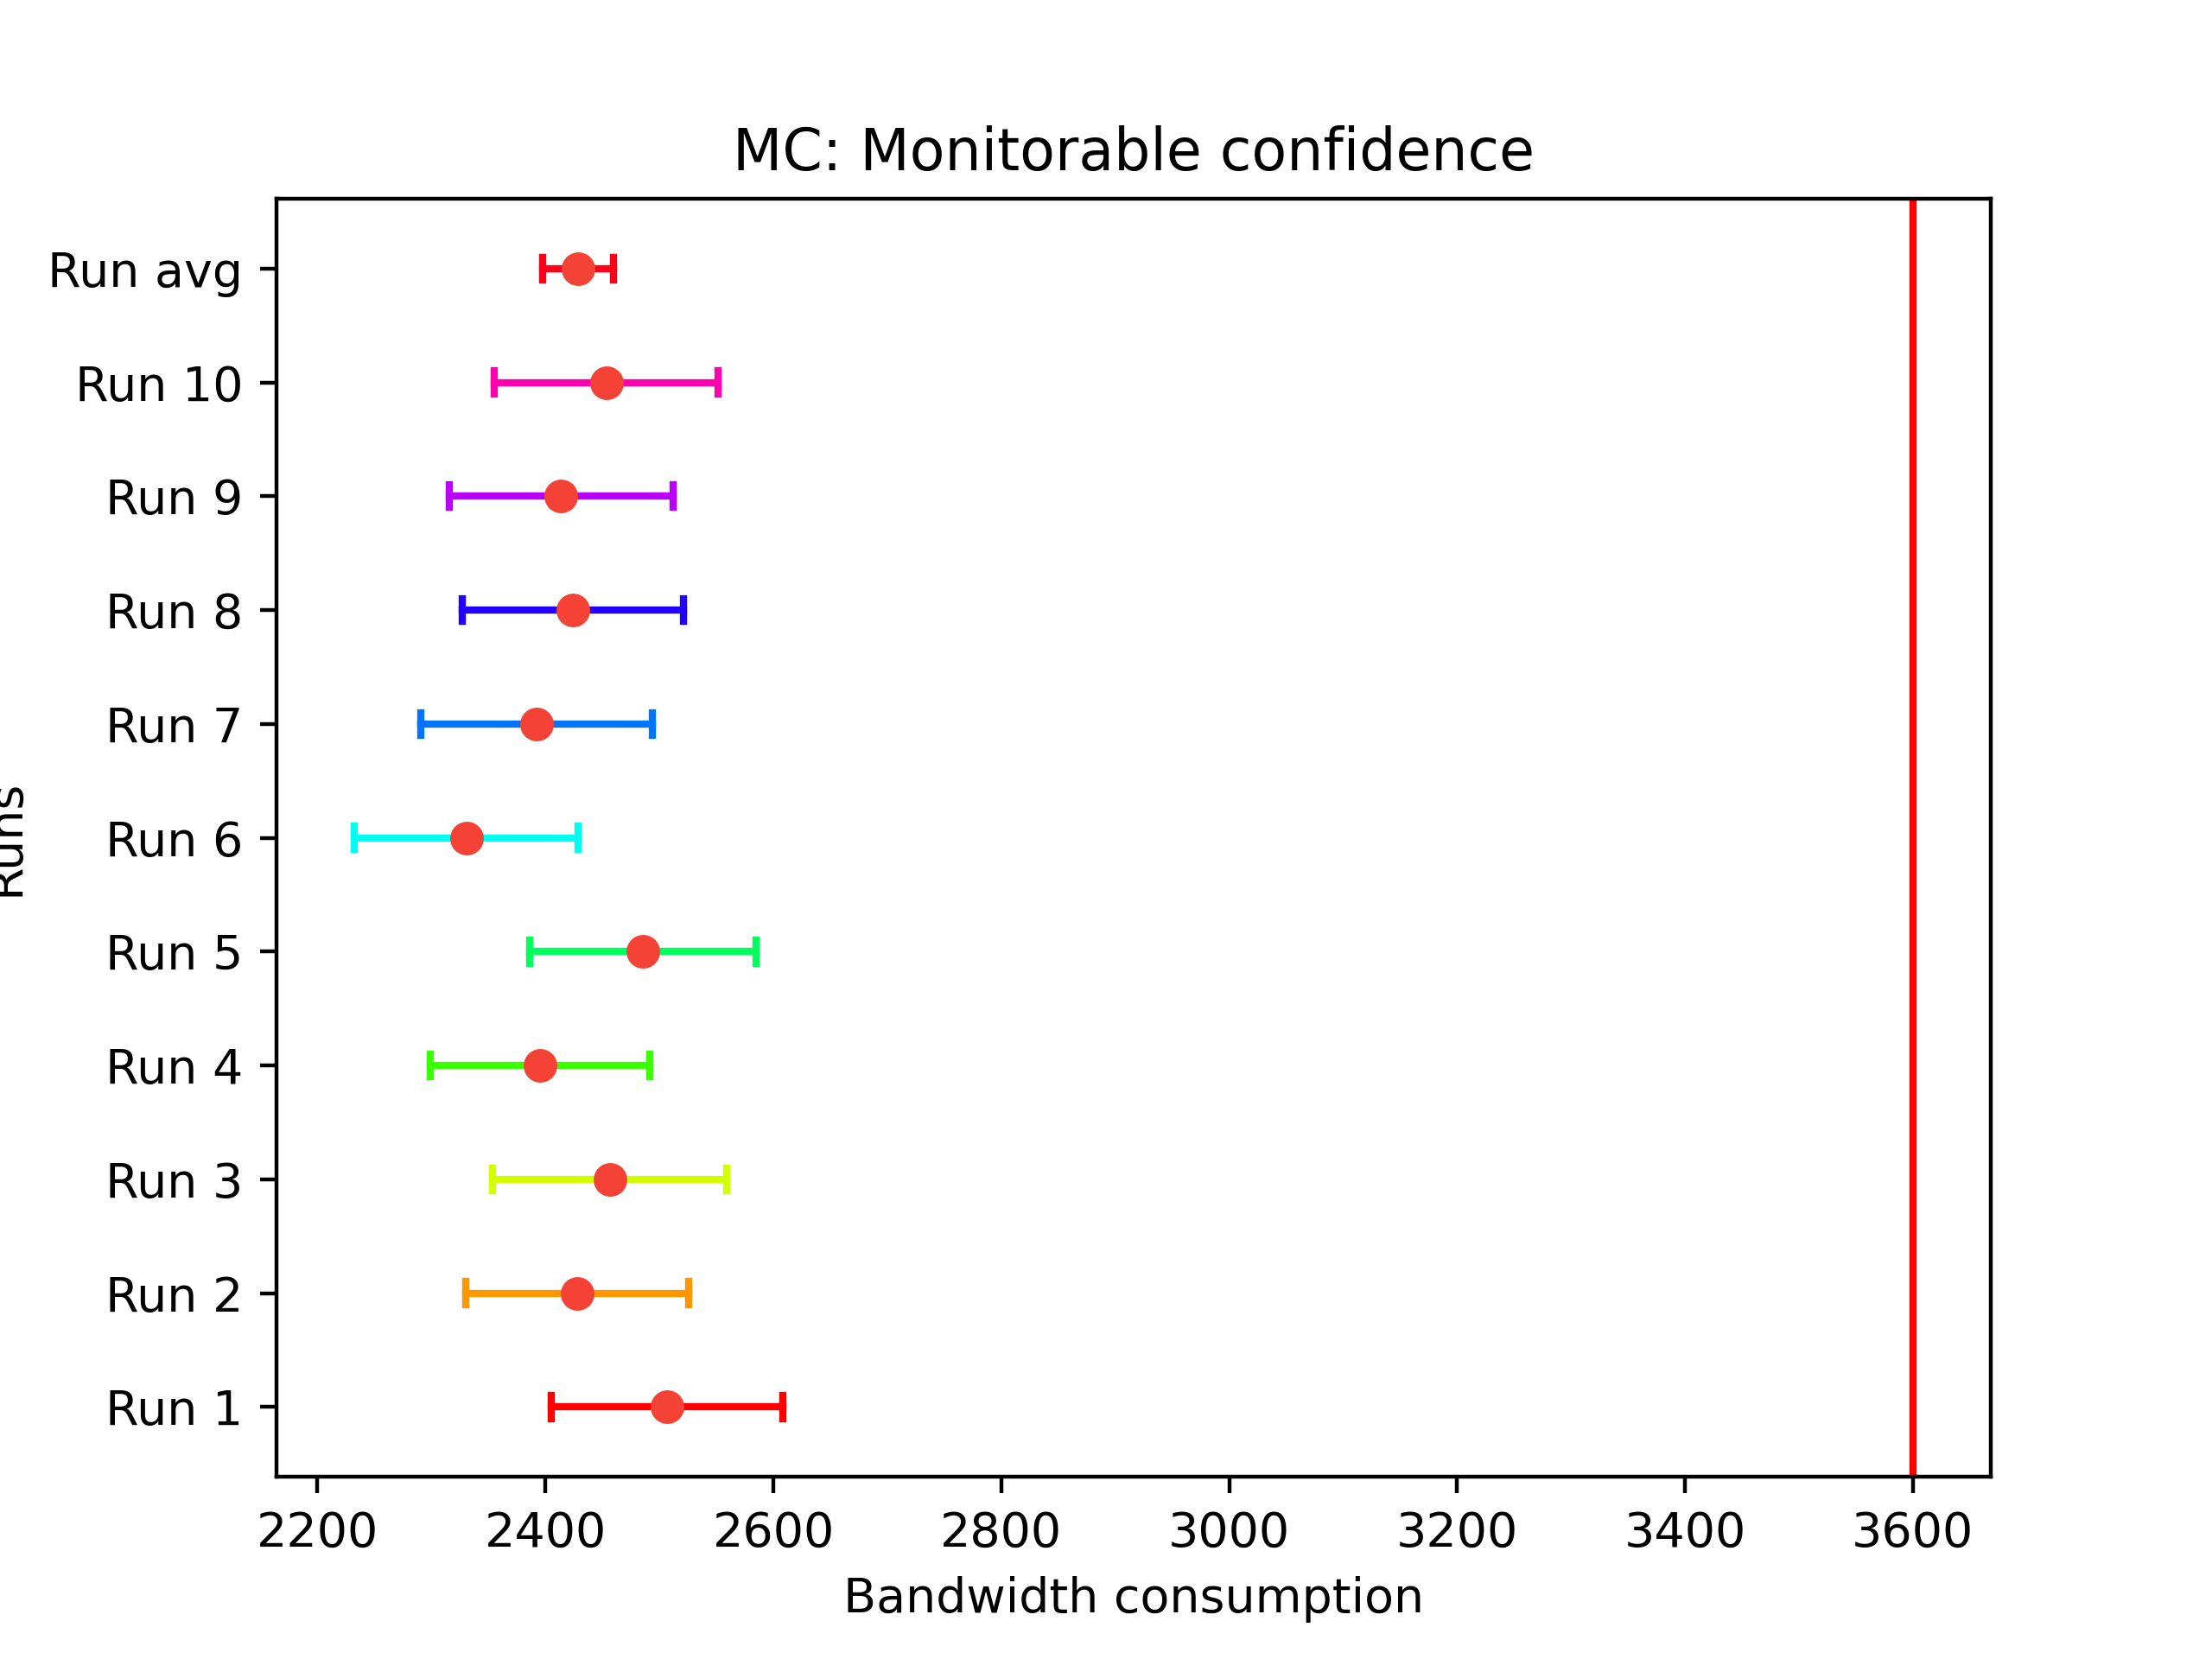 MC: Monitorable confidence
Run avg
Run 10
Run 9
Run 8
Run 7
Run 6
Runs
Run 5
Run 4
Run 3
Run 2
Run 1
2200 2400 2600 2800 3000 3200 3400 3600
Bandwidth consumption